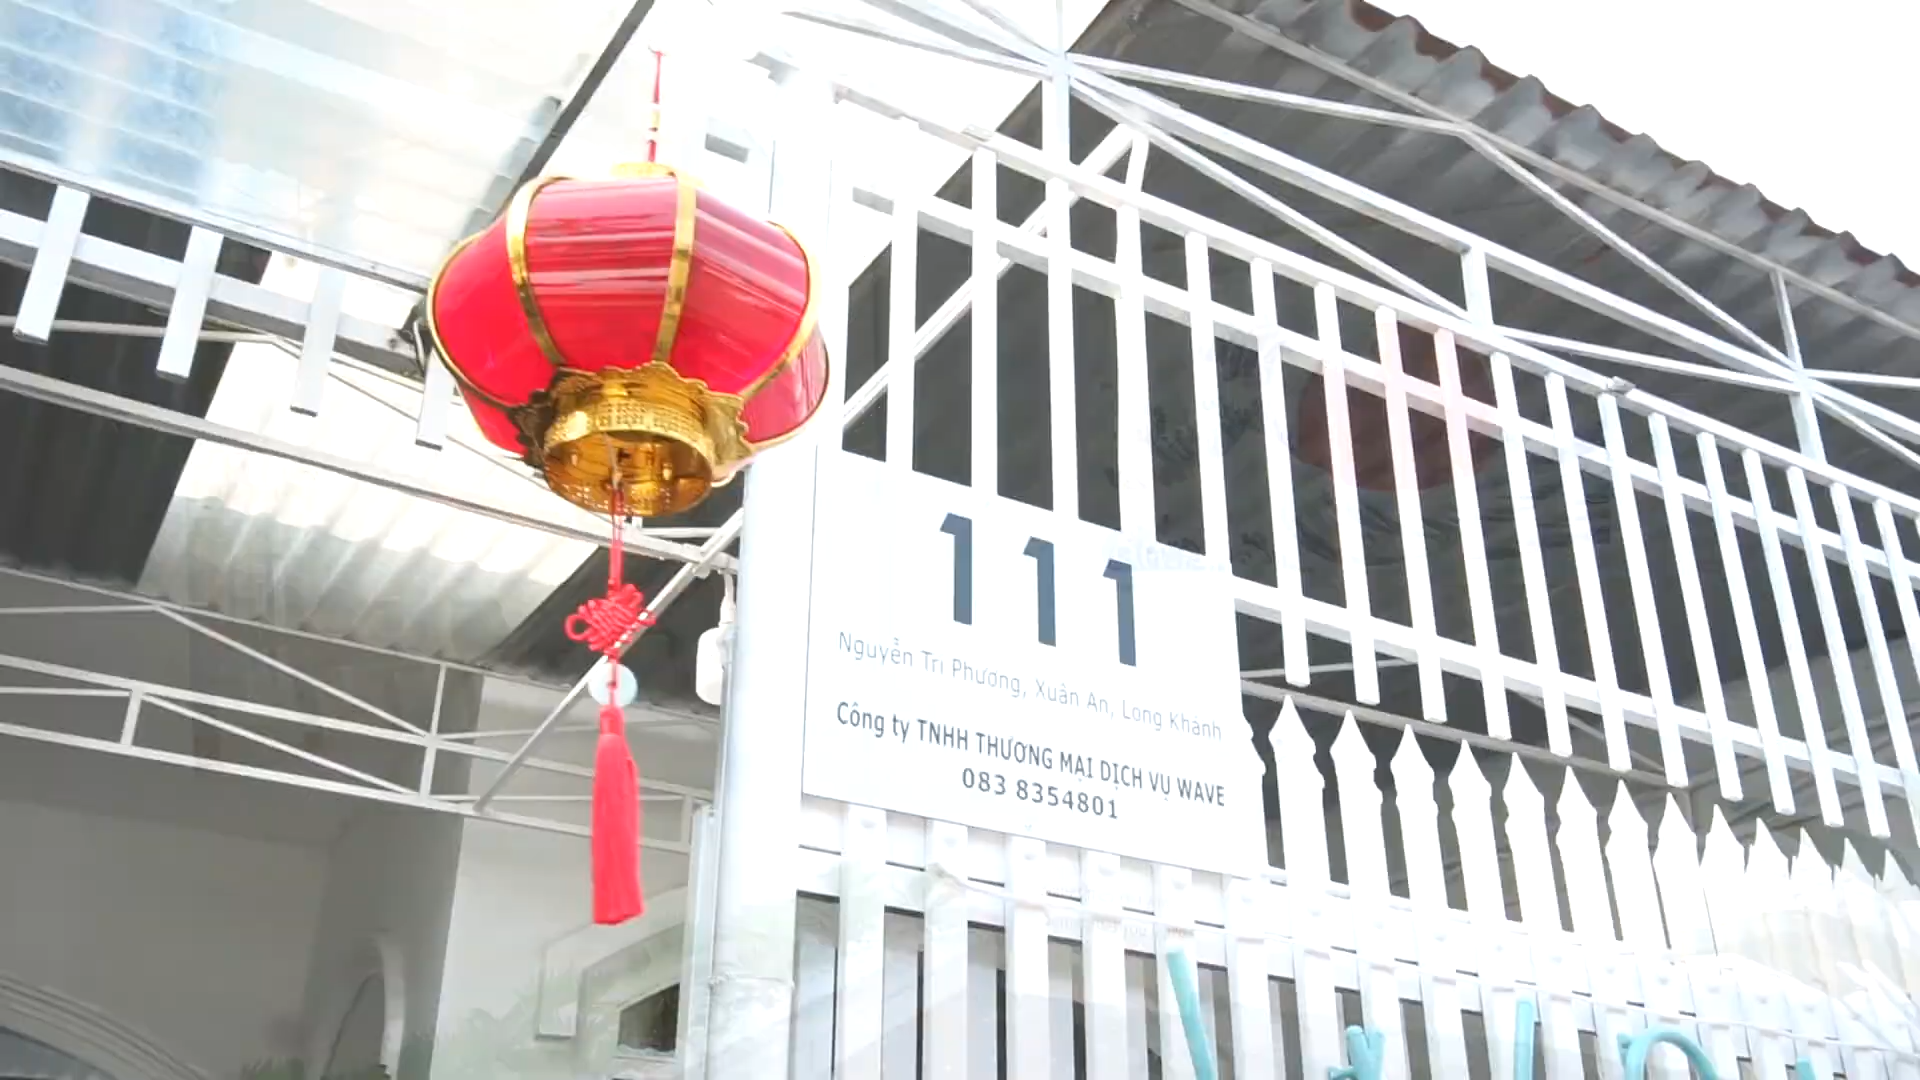 111
Nguyễn Tri Phương, Xuân An, Long Khánh
Công ty TNHH THƯƠNG MẠI DỊCH VỤ WAVE
083 8354801